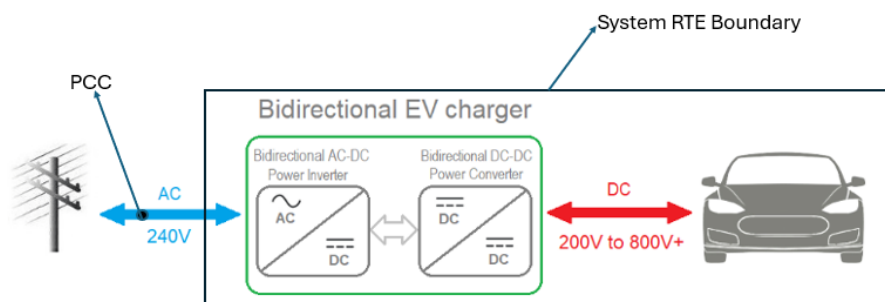 System RTE Boundary
PCC
Bidirectional EV charger
Bidirectional AC-DC
Power Inverter
Bidirectional DC-DC
Power Converter
AC
240V
AC
DC
DC
DC
DC
200V to 800V+